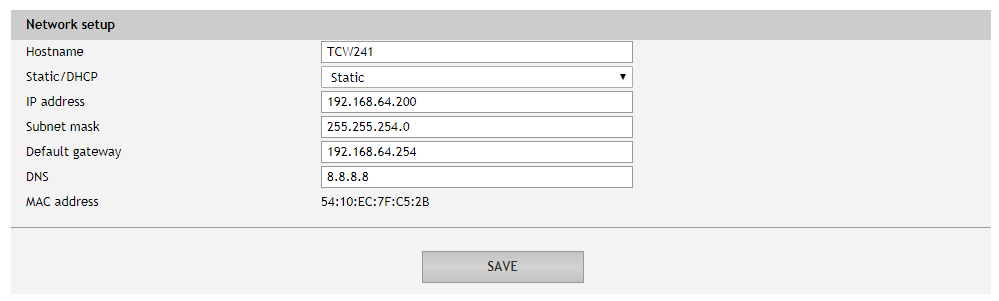 Network setup
Hostname TCW241
Static/DHCP Static
IP address 192.168.64.200
Subnet mask 255.255.254.0
Default gateway 192.168.64.254
DNS 8.8.8.8
MAC address 54:10:EC:7F:C5:2B
SAVE